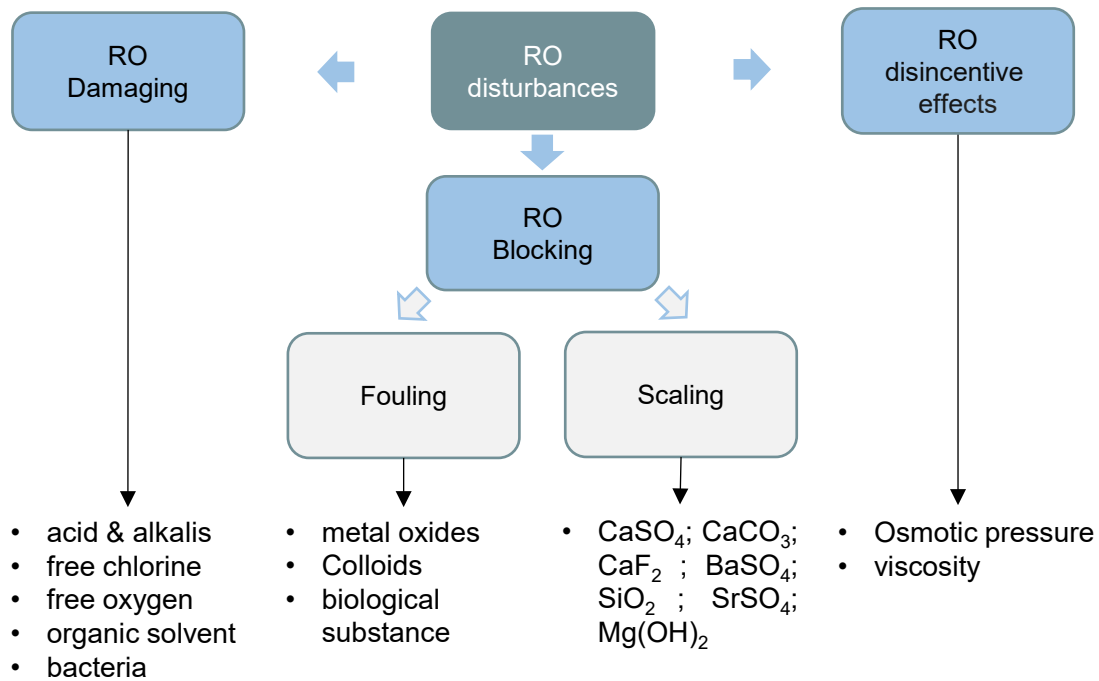 RO
Damaging
RO
disturbances
RO
disincentive
effects
RO
Blocking
Fouling
Scaling
• acid & alkalis
• free chlorine
• free oxygen
• organic solvent
• bacteria
• metal oxides
• Colloids
• biological
substance
• CaSO₄; CaCO₃;
CaF₂ ; BaSO₄;
SiO₂ ; SrSO₄;
Mg(OH)₂
• Osmotic pressure
• viscosity